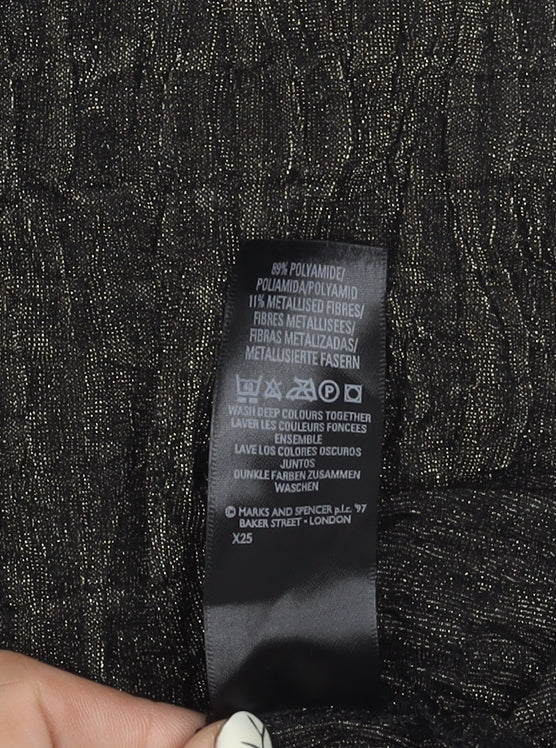 89% POLYAMIDE/
POLIAMIDA/POLYAMID
11% METALLISED FIBRES/
FIBRES METALLISEES/
FIBRAS METALIZADAS/
METALLISIERTE FASERN
40 P
WASH DEEP COLOURS TOGETHER
LAVER LES COULEURS FONCEES
ENSEMBLE
LAVE LOS COLORES OSCUROS
JUNTOS
DUNKLE FARBEN ZUSAMMEN
WASCHEN
© MARKS AND SPENCER p.l.c. '97
BAKER STREET • LONDON
X25